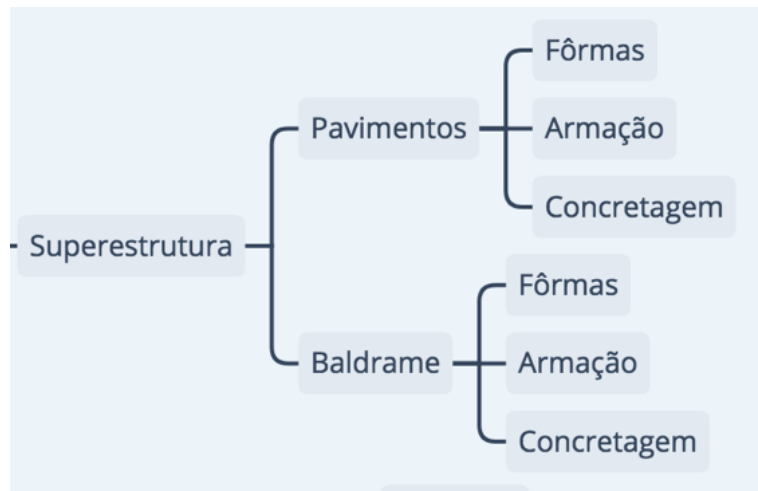 Fôrmas
Pavimentos
Armação
Concretagem
Superestrutura
Fôrmas
Baldrame
Armação
Concretagem